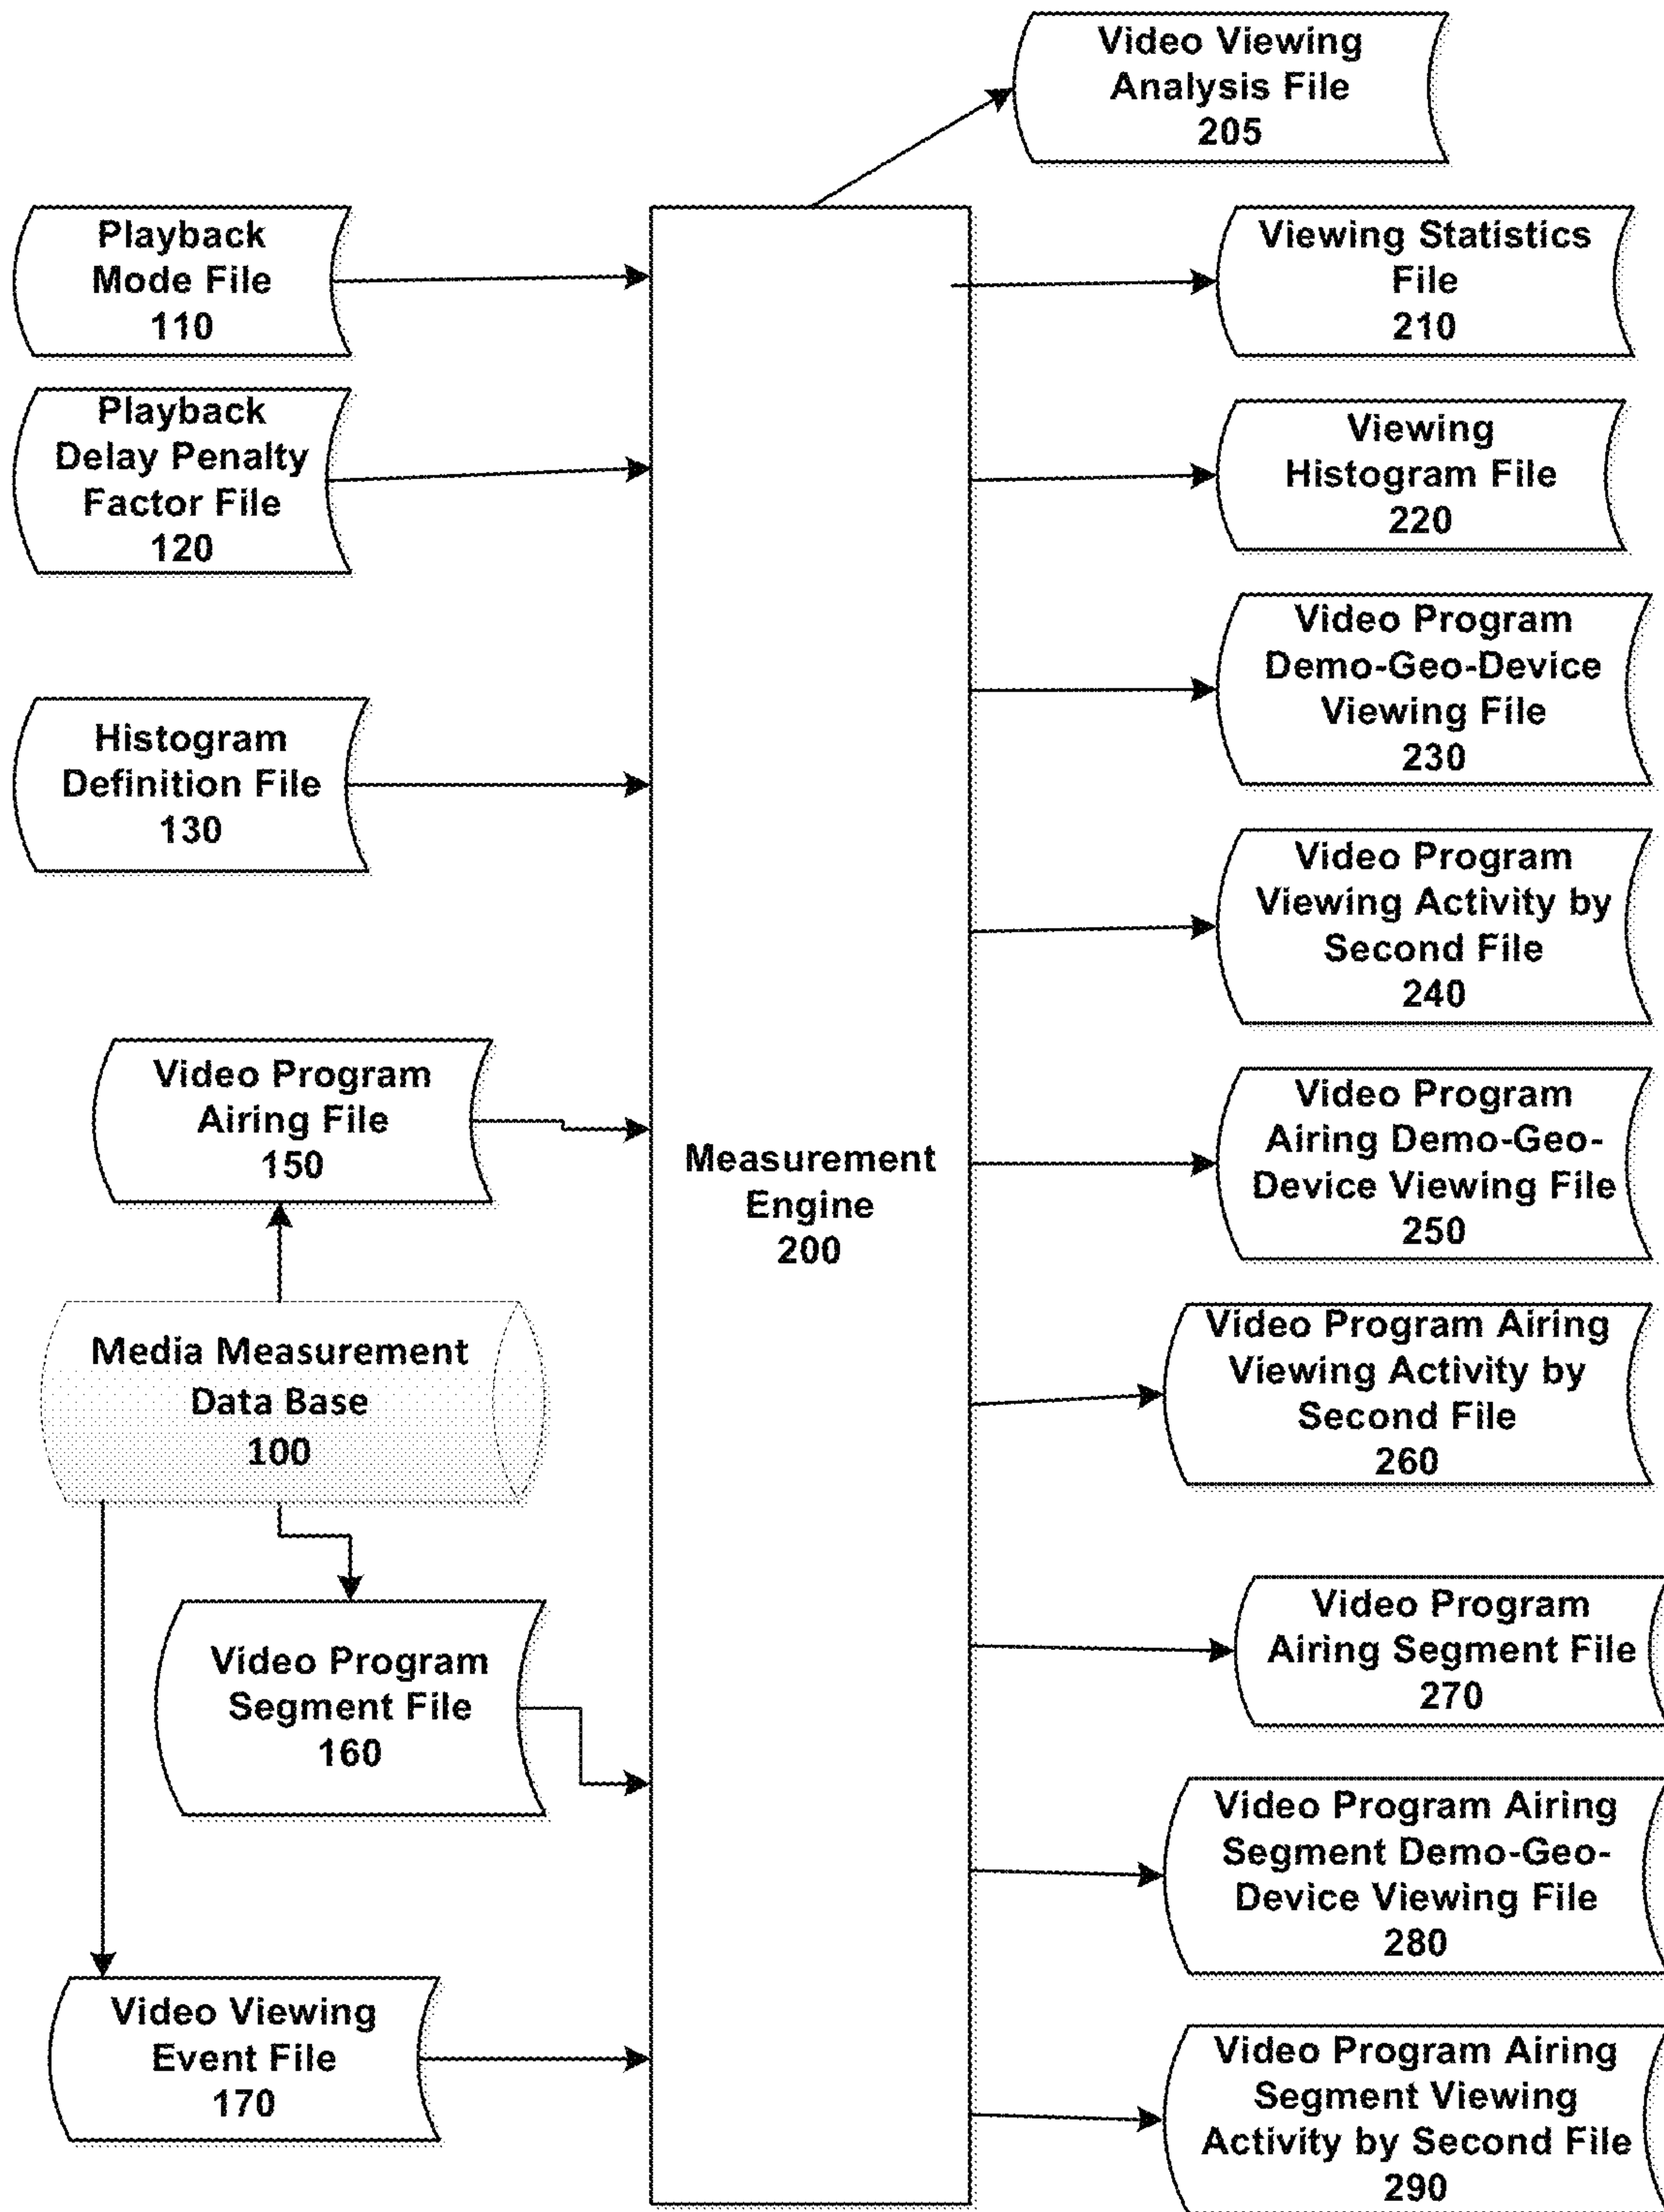 Video Viewing
Analysis File
205
Playback
Mode File
110
Playback
Delay Penalty
Factor File
120
Histogram
Definition File
130
Video Program
Airing File
150
Media Measurement
Data Base
100
Video Program
Segment File
160
Video Viewing
Event File
170
Measurement
Engine
200
Viewing Statistics
File
210
Viewing
Histogram File
220
Video Program
Demo-Geo-Device
Viewing File
230
Video Program
Viewing Activity by
Second File
240
Video Program
Airing Demo-Geo-
Device Viewing File
250
Video Program Airing
Viewing Activity by
Second File
260
Video Program
Airing Segment File
270
Video Program Airing
Segment Demo-Geo-
Device Viewing File
280
Video Program Airing
Segment Viewing
Activity by Second File
290